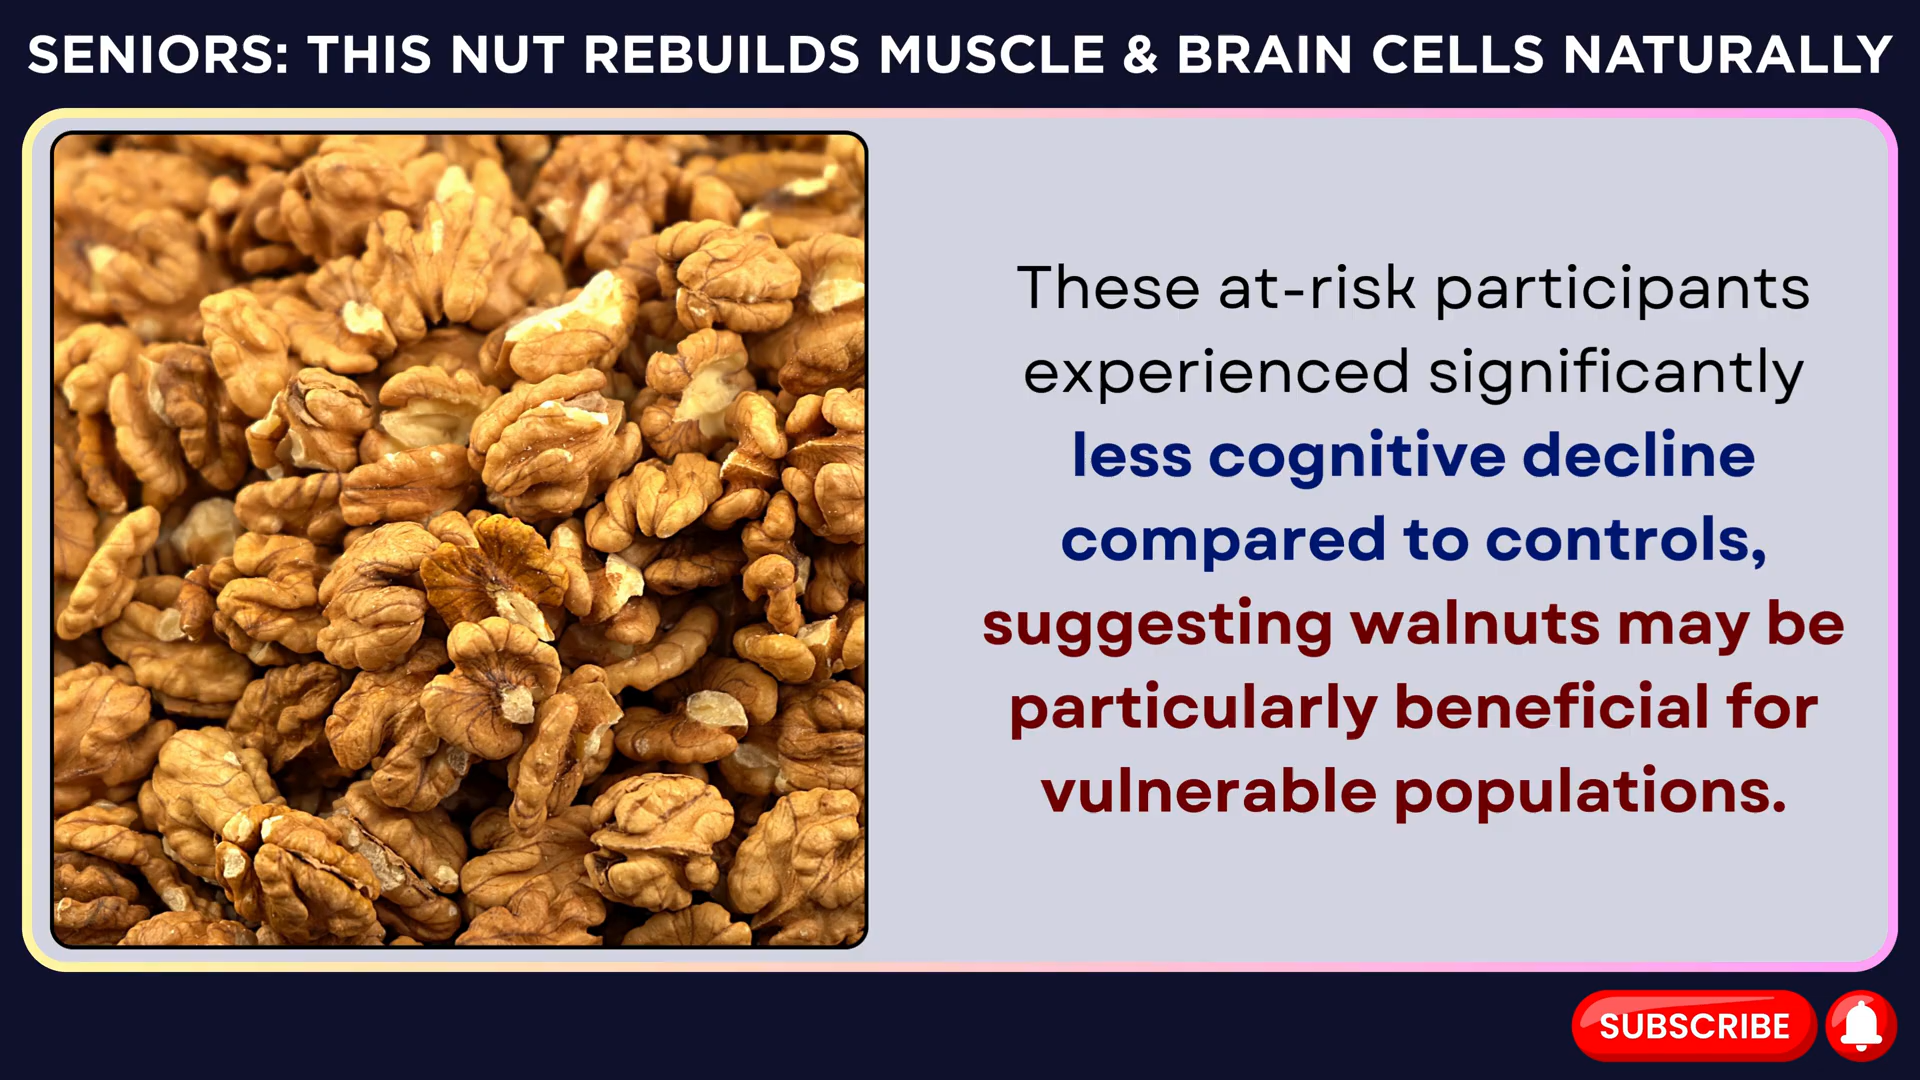 SENIORS: THIS NUT REBUILDS MUSCLE & BRAIN CELLS NATURALLY
These at-risk participants
experienced significantly
less cognitive decline
compared to controls,
suggesting walnuts may be
particularly beneficial for
vulnerable populations.
SUBSCRIBE